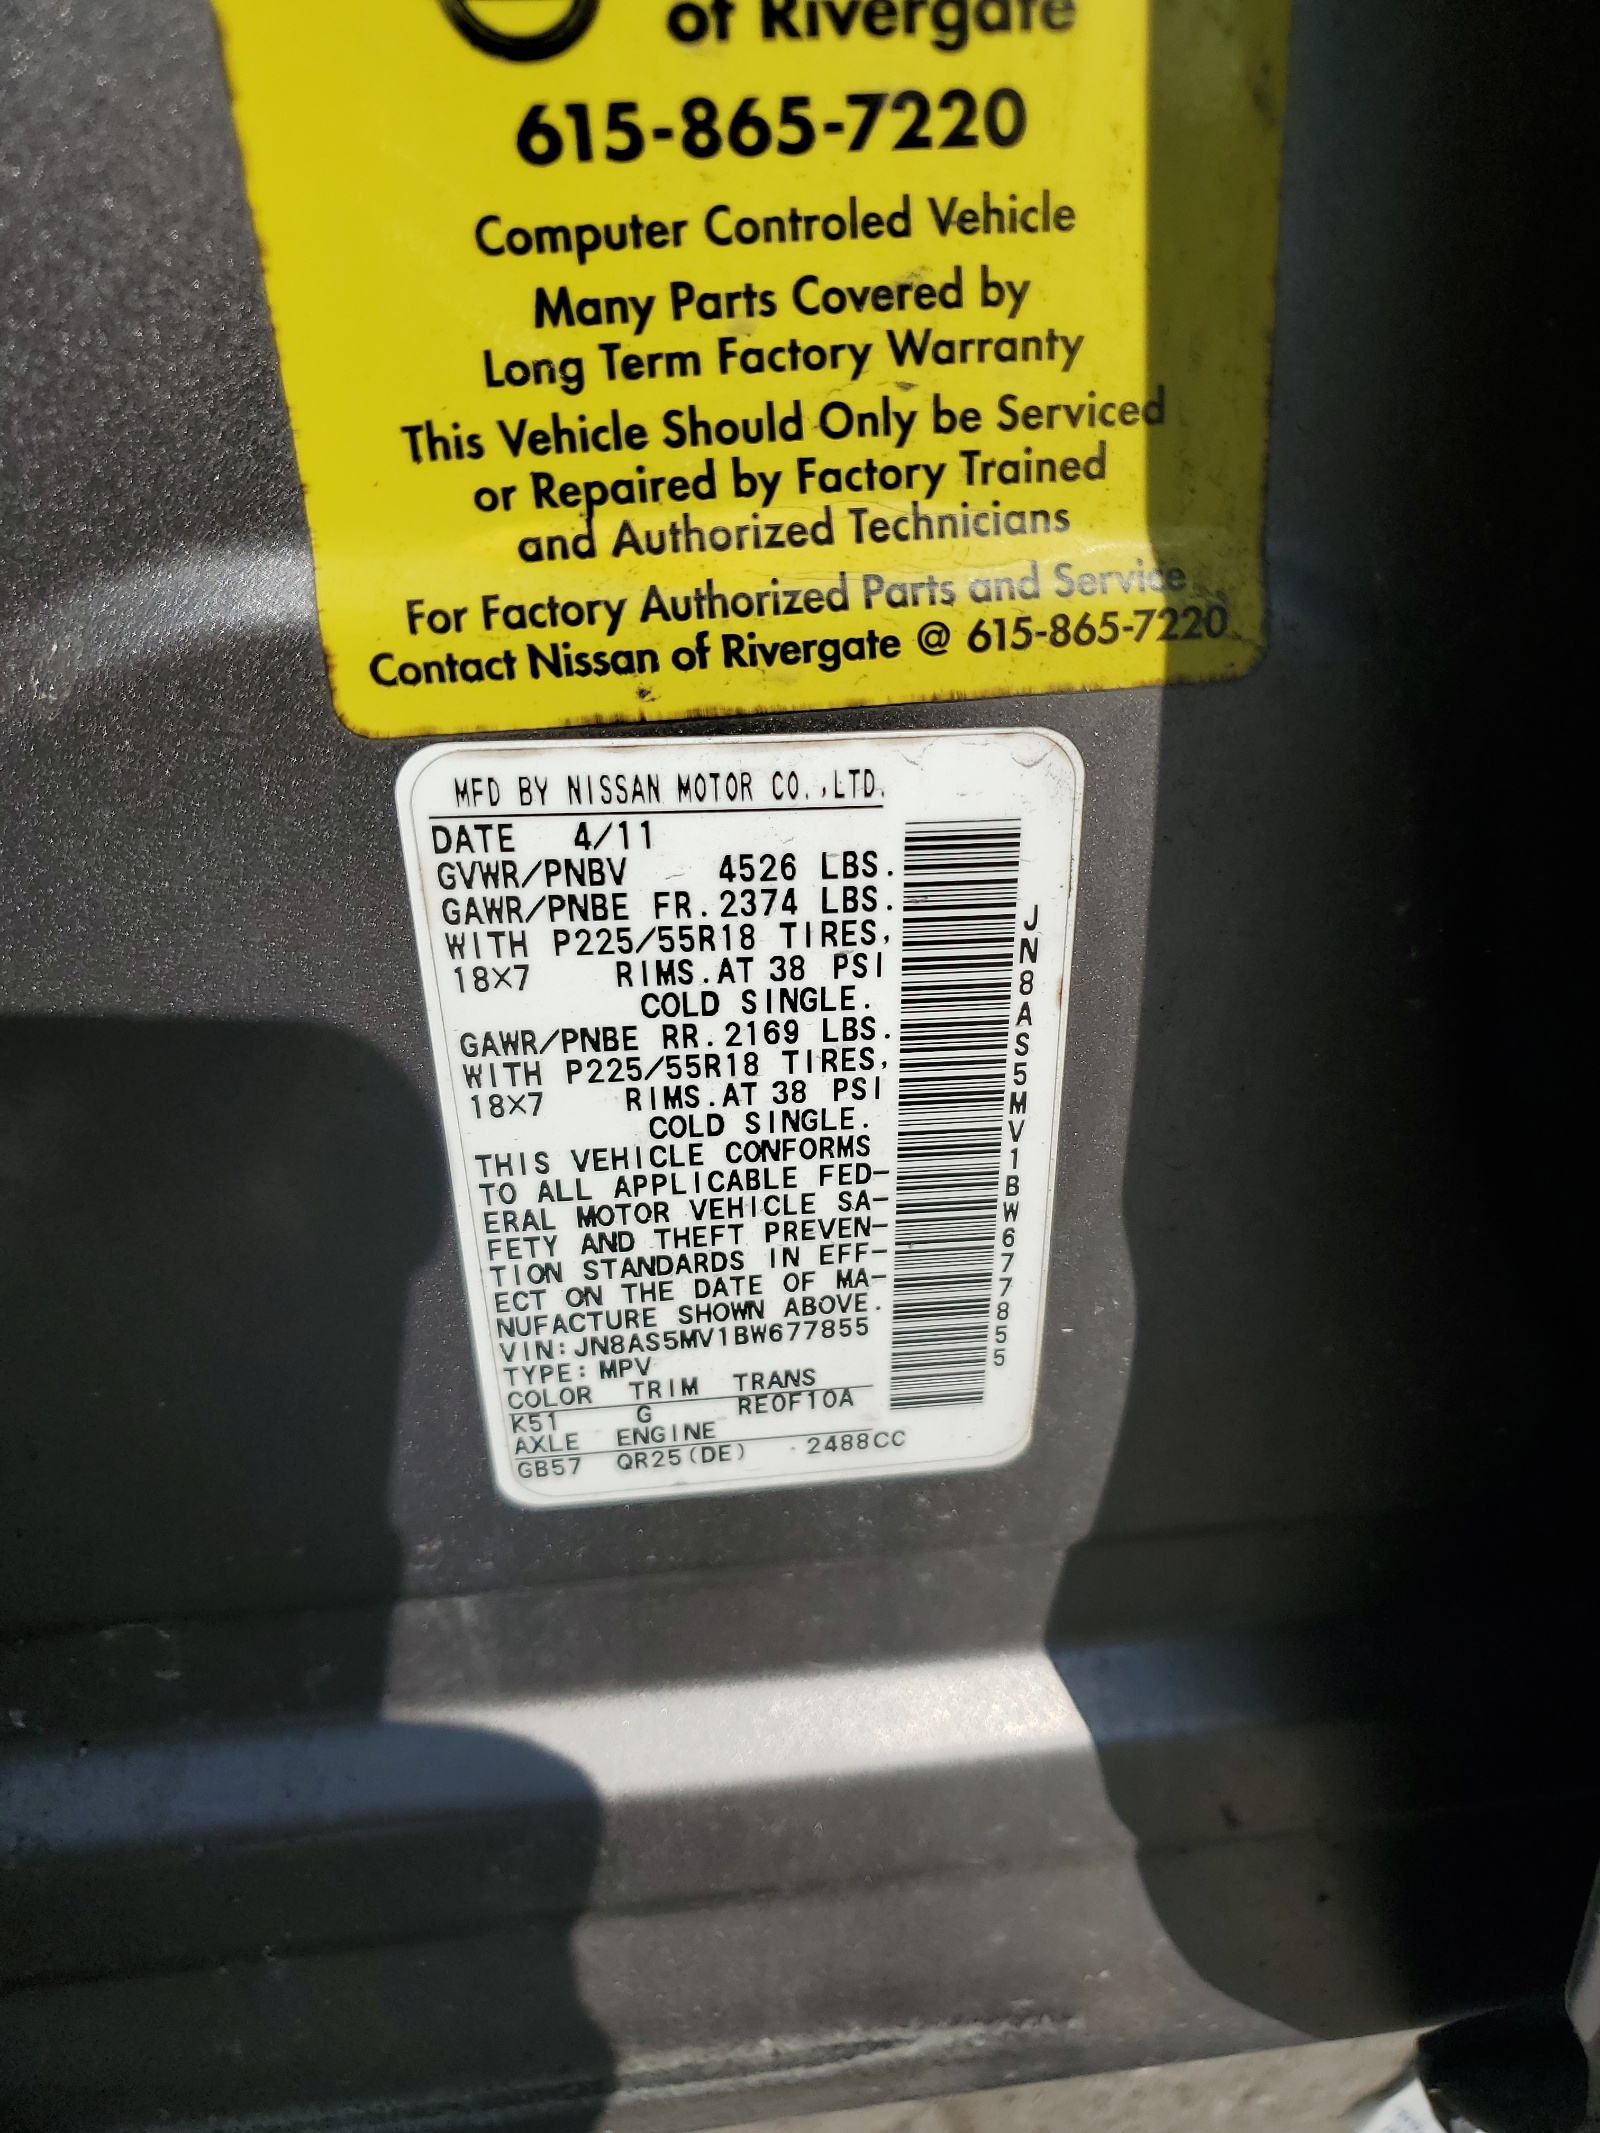 of Rivergate
615-865-7220
Computer Controled Vehicle
Many Parts Covered by
Long Term Factory Warranty
This Vehicle Should Only be Serviced
or Repaired by Factory Trained
and Authorized Technicians
For Factory Authorized Parts and Service
Contact Nissan of Rivergate @ 615-865-7220
MFD BY NISSAN MOTOR CO.,LTD.
DATE 4/11
GVWR/PNBV 4526 LBS.
GAWR/PNBE FR.2374 LBS.
WITH P225/55R18 TIRES,
18×7 RIMS.AT 38 PSI
COLD SINGLE.
GAWR/PNBE RR.2169 LBS.
WITH P225/55R18 TIRES,
18×7 RIMS.AT 38 PSI
COLD SINGLE.
THIS VEHICLE CONFORMS
TO ALL APPLICABLE FED-
ERAL MOTOR VEHICLE SA-
FETY AND THEFT PREVEN-
TION STANDARDS IN EFF-
ECT ON THE DATE OF MA-
NUFACTURE SHOWN ABOVE.
VIN:JN8AS5MV1BW677855
TYPE:MPV
COLOR TRIM TRANS
K51 G RE0F10A
AXLE ENGINE
GB57 QR25(DE) 2488CC
JN8AS5MV1BW677855